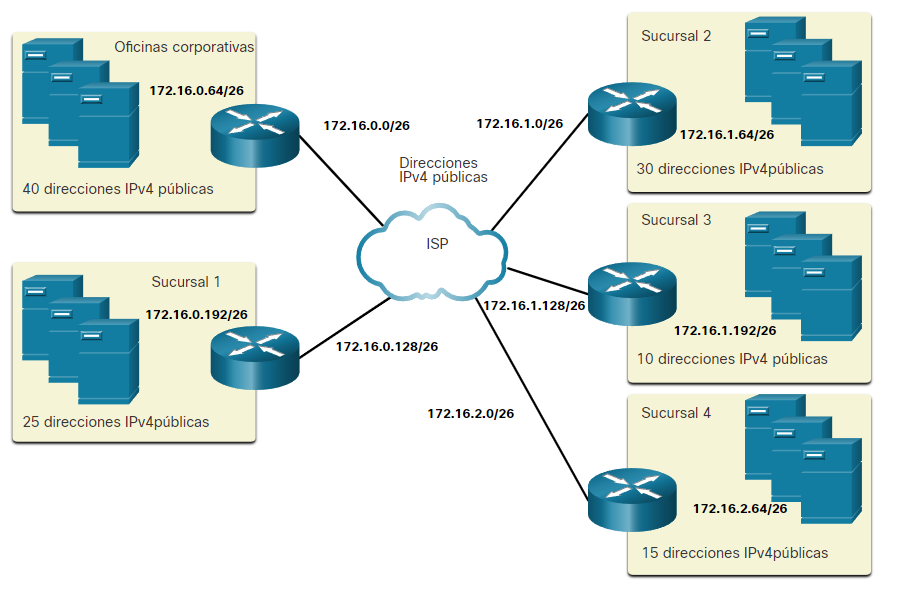 Oficinas corporativas
172.16.0.64/26
40 direcciones IPv4 públicas
172.16.0.0/26
Direcciones
IPv4 públicas
ISP
Sucursal 1
172.16.0.192/26
25 direcciones IPv4públicas
172.16.0.128/26
Sucursal 2
172.16.1.0/26
172.16.1.64/26
30 direcciones IPv4públicas
Sucursal 3
172.16.1.128/26
172.16.1.192/26
10 direcciones IPv4 públicas
Sucursal 4
172.16.2.0/26
172.16.2.64/26
15 direcciones IPv4públicas